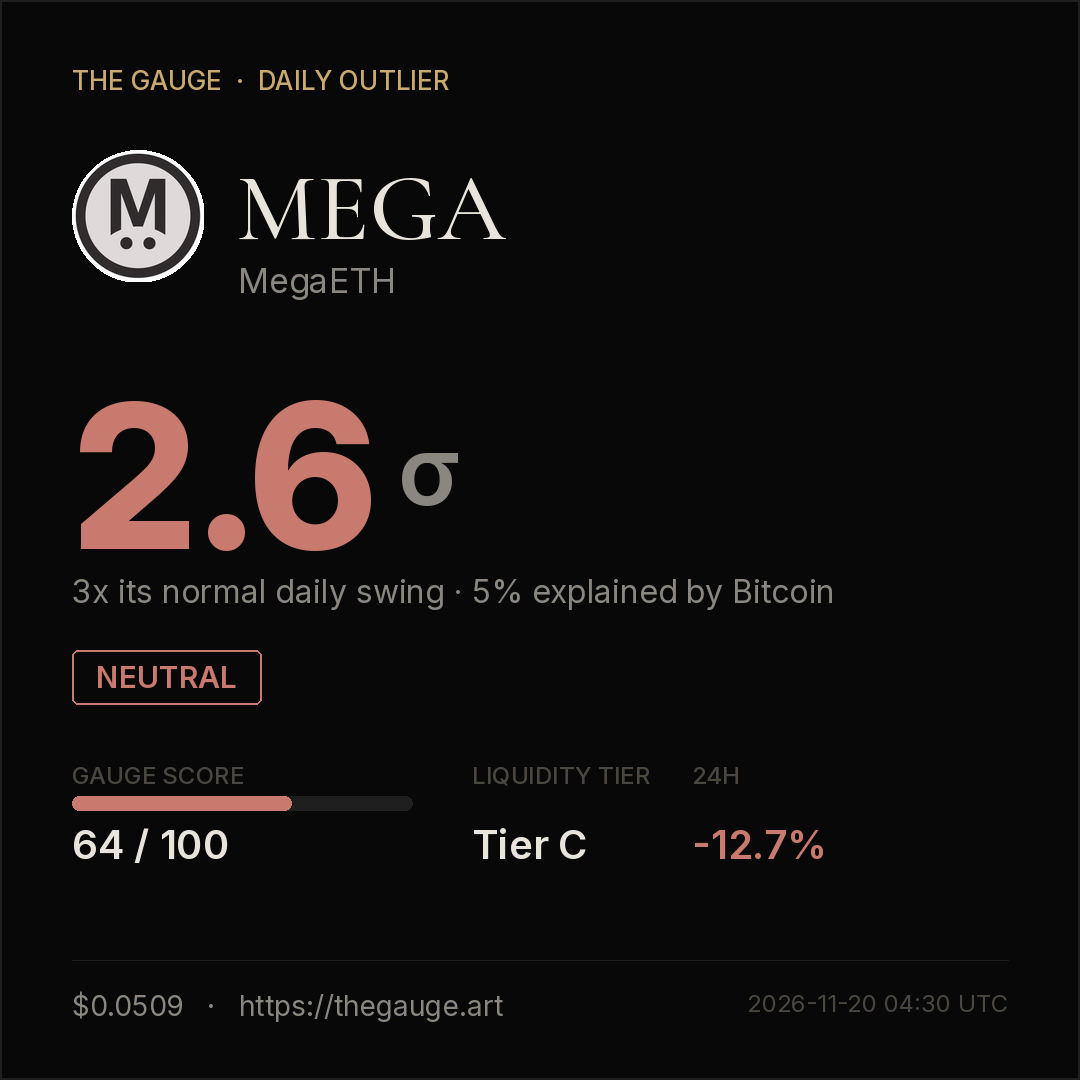 THE GAUGE · DAILY OUTLIER
M
MEGA
MegaETH
2.6 σ
3x its normal daily swing · 5% explained by Bitcoin
NEUTRAL
GAUGE SCORE LIQUIDITY TIER 24H
64 / 100 Tier C -12.7%
$0.0509 · https://thegauge.art 2026-11-20 04:30 UTC